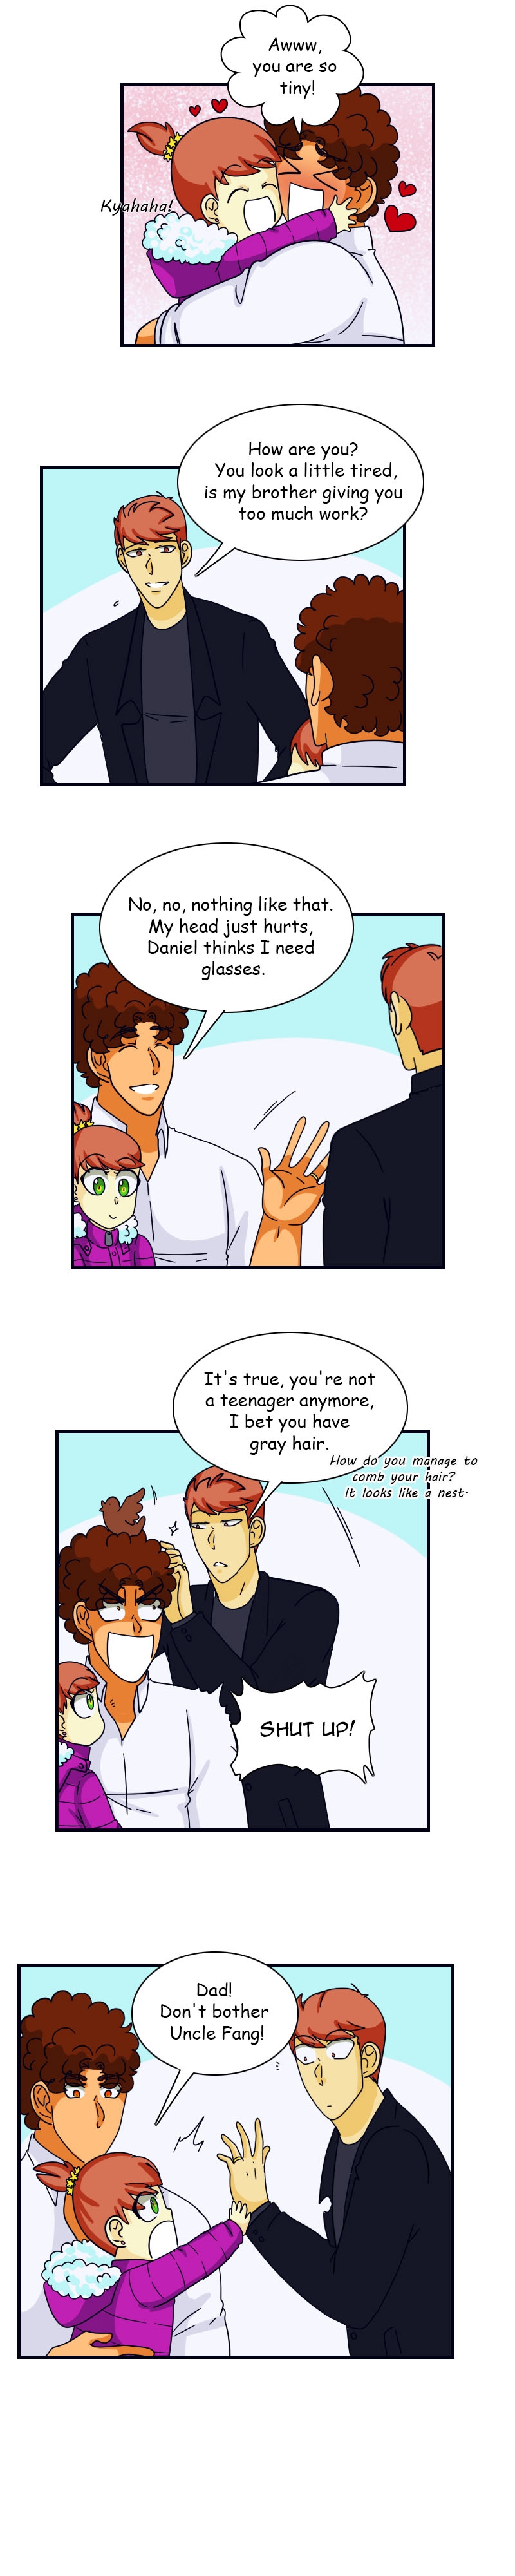 Awww,
you are so
tiny!
Kyahaha!
How are you?
You look a little tired,
is my brother giving you
too much work?
No, no, nothing like that.
My head just hurts,
Daniel thinks I need
glasses.
It's true, you're not
a teenager anymore,
I bet you have
gray hair.
How do you manage to
comb your hair?
It looks like a nest.
SHUT UP!
Dad!
Don't bother
Uncle Fang!